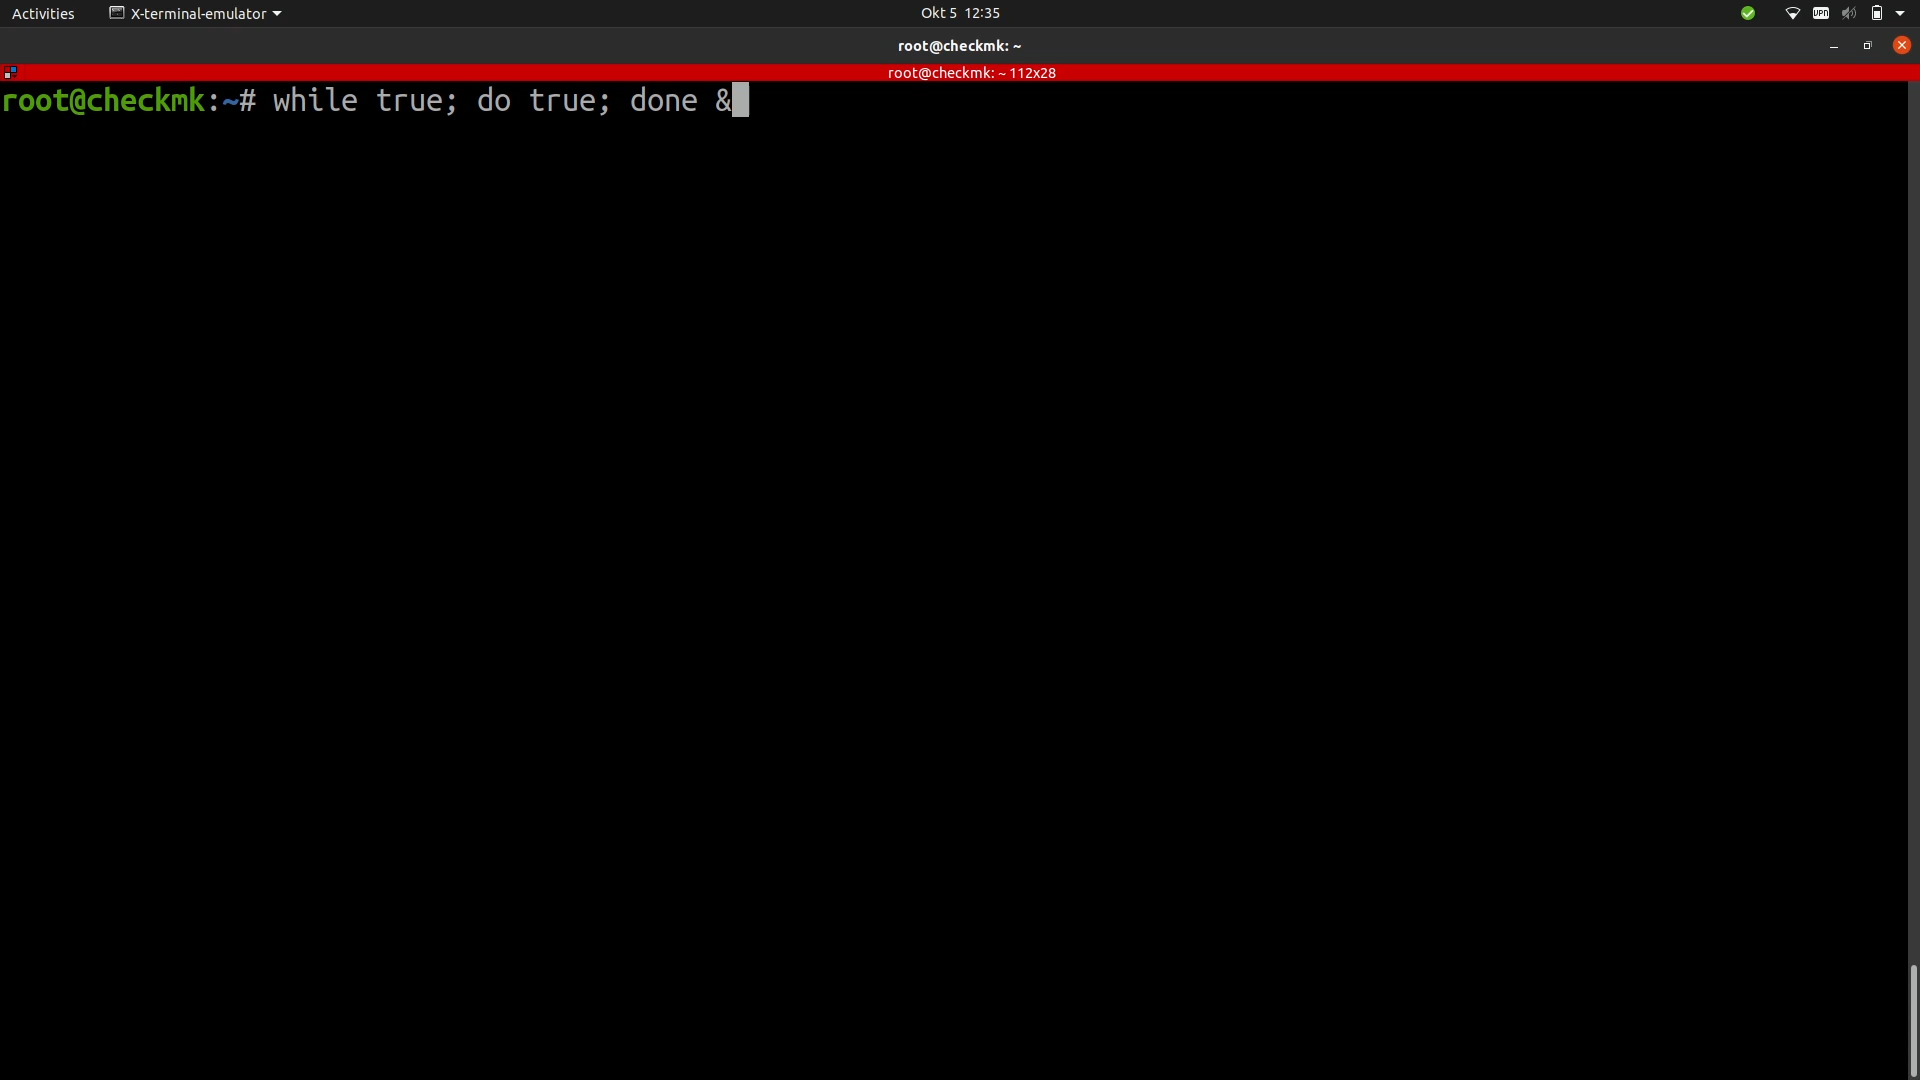 Activities X-terminal-emulator Okt 5 12:35 VPN
root@checkmk: ~
root@checkmk: ~ 112x28
root@checkmk:~# while true; do true; done &